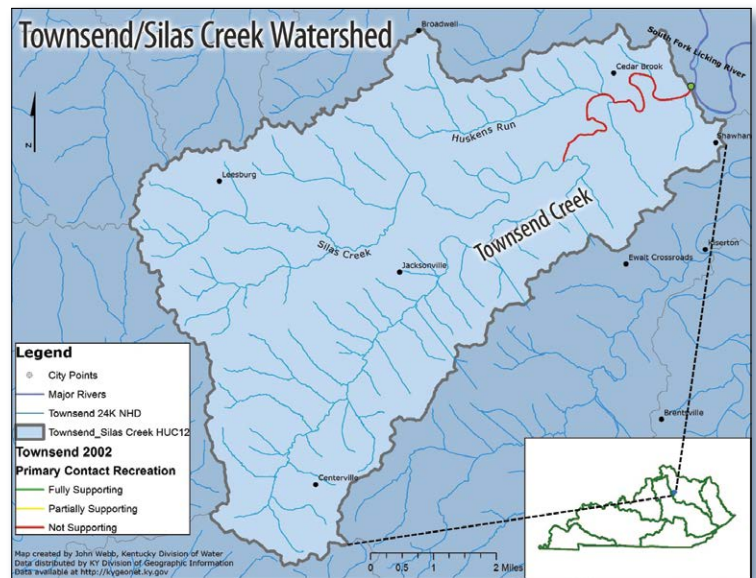 Townsend/Silas Creek Watershed
Broadwell
South Fork Licking River
Cedar Brook
Huskens Run
Shawhan
Leesburg
Townsend Creek
Silas Creek
Kiserton
Ewalt Crossroads
Jacksonville
Legend
City Points
Major Rivers
Townsend 24K NHD
Townsend_Silas Creek HUC12
Townsend 2002
Primary Contact Recreation
Fully Supporting
Partially Supporting
Not Supporting
Brentsville
Centerville
Map created by John Webb, Kentucky Division of Water
Data distributed by KY Division of Geographic Information
Data available at http://kygeonet.ky.gov
0 0.5 1 2 Miles